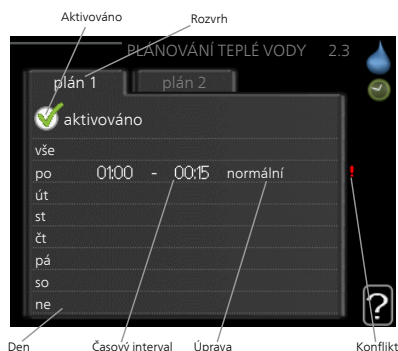 Aktivováno Rozvrh
PLÁNOVÁNÍ TEPLÉ VODY 2.3
plán 1 plán 2
aktivováno
vše
po 01:00 - 00:15 normální !
út
st
čt
pá
so
ne ?
Den Časový interval Úprava Konflikt